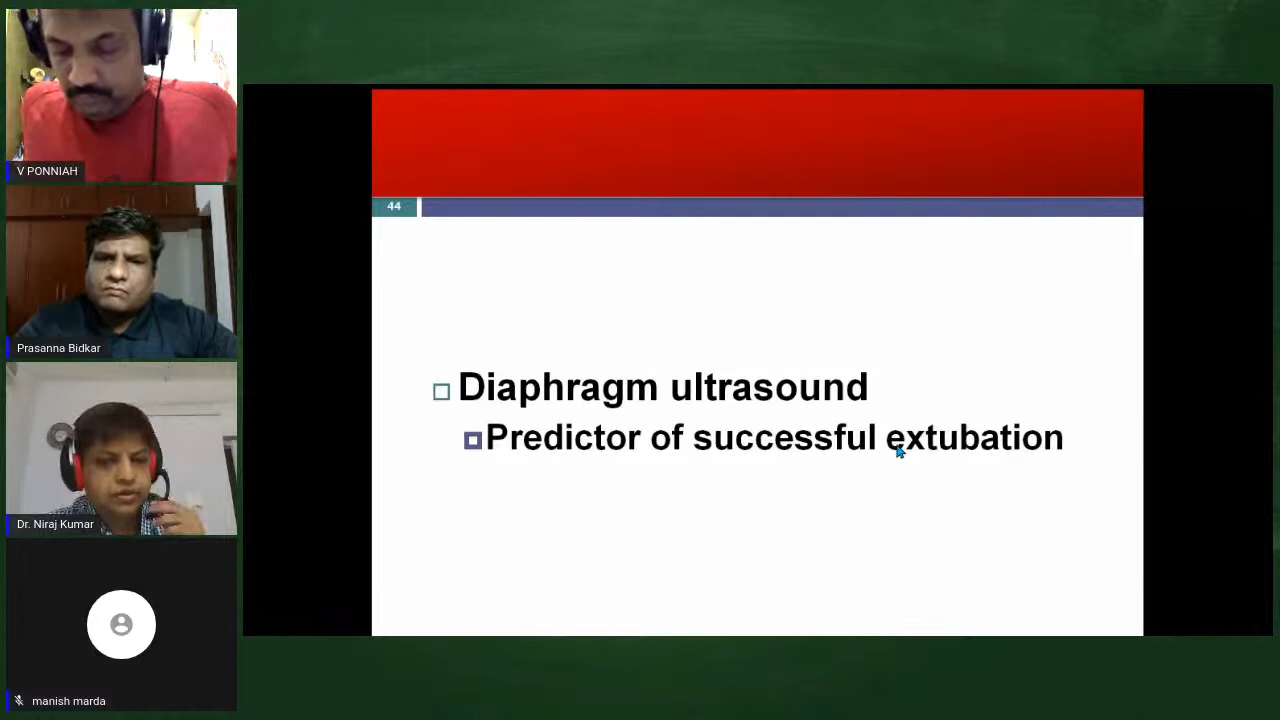 V PONNIAH
Prasanna Bidkar
Dr. Niraj Kumar
manish marda
44
Diaphragm ultrasound
Predictor of successful extubation